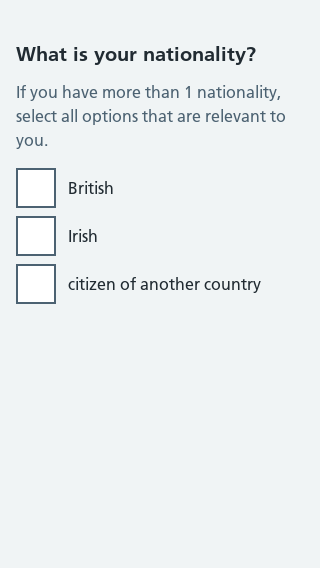 What is your nationality?
If you have more than 1 nationality,
select all options that are relevant to
you.
British
Irish
citizen of another country